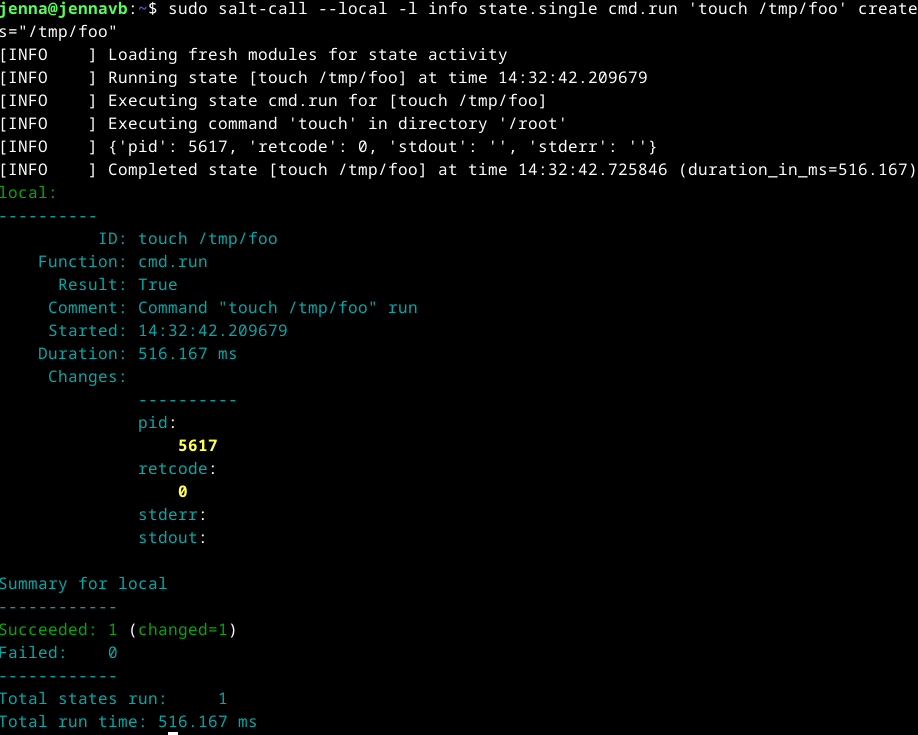 jenna@jennavb:~$ sudo salt-call --local -l info state.single cmd.run 'touch /tmp/foo' create
s="/tmp/foo"
[INFO    ] Loading fresh modules for state activity
[INFO    ] Running state [touch /tmp/foo] at time 14:32:42.209679
[INFO    ] Executing state cmd.run for [touch /tmp/foo]
[INFO    ] Executing command 'touch' in directory '/root'
[INFO    ] {'pid': 5617, 'retcode': 0, 'stdout': '', 'stderr': ''}
[INFO    ] Completed state [touch /tmp/foo] at time 14:32:42.725846 (duration_in_ms=516.167)
local:
----------
          ID: touch /tmp/foo
    Function: cmd.run
      Result: True
     Comment: Command "touch /tmp/foo" run
     Started: 14:32:42.209679
    Duration: 516.167 ms
     Changes:
              ----------
              pid:
                  5617
              retcode:
                  0
              stderr:
              stdout:

Summary for local
------------
Succeeded: 1 (changed=1)
Failed:    0
------------
Total states run:     1
Total run time: 516.167 ms